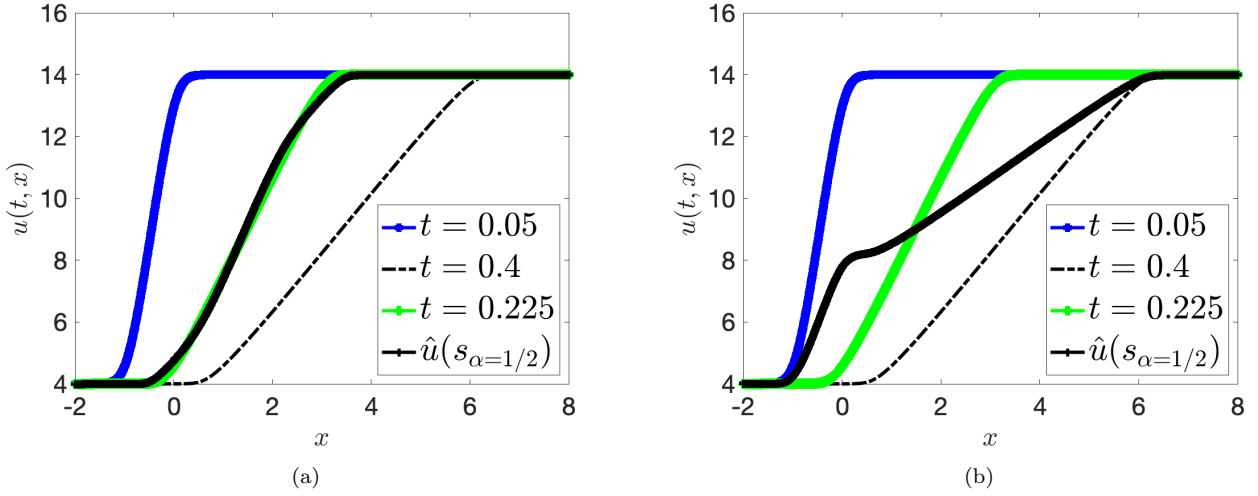 16
14
12
10
8
6
4
-2 0 2 4 6 8
u(t, x)
x
t = 0.05
t = 0.4
t = 0.225
û(s_{α=1/2})
(a)
16
14
12
10
8
6
4
-2 0 2 4 6 8
u(t, x)
x
t = 0.05
t = 0.4
t = 0.225
û(s_{α=1/2})
(b)